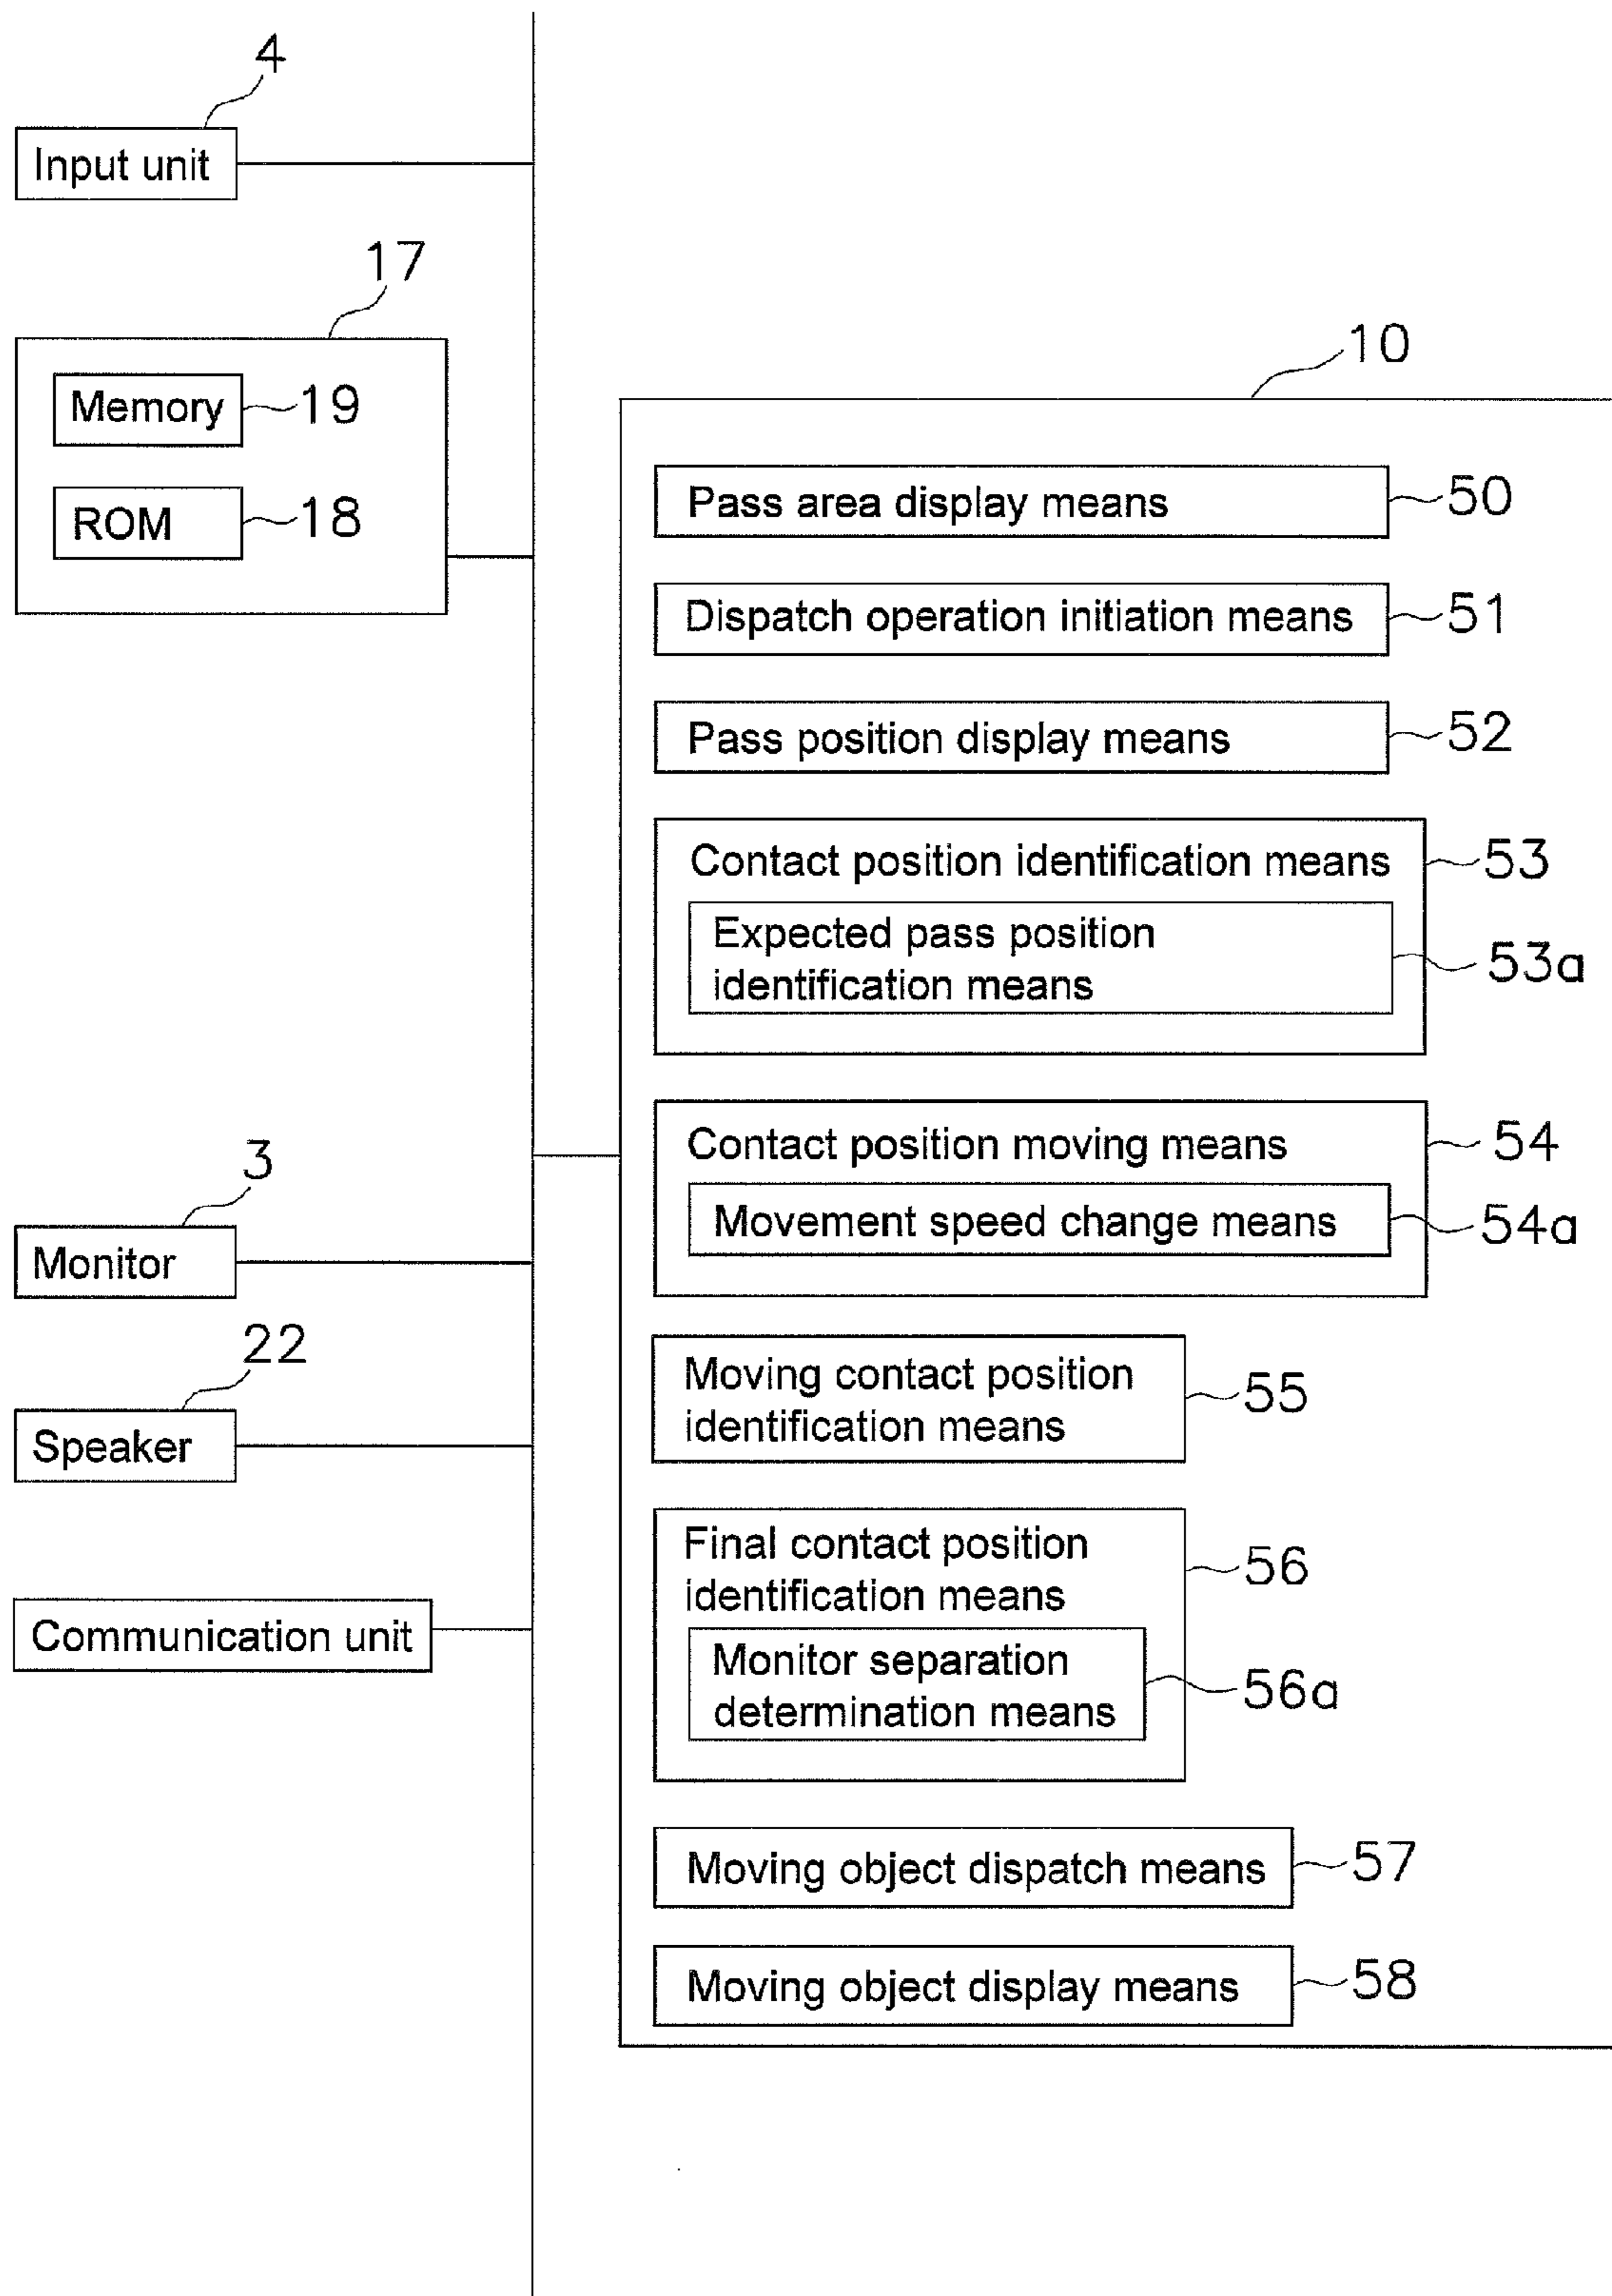 4
Input unit
17
Memory
19
ROM
18
10
Pass area display means
50
Dispatch operation initiation means
51
Pass position display means
52
Contact position identification means
53
Expected pass position
identification means
53a
Contact position moving means
54
Movement speed change means
54a
3
Monitor
22
Speaker
Communication unit
Moving contact position
identification means
55
Final contact position
identification means
56
Monitor separation
determination means
56a
Moving object dispatch means
57
Moving object display means
58